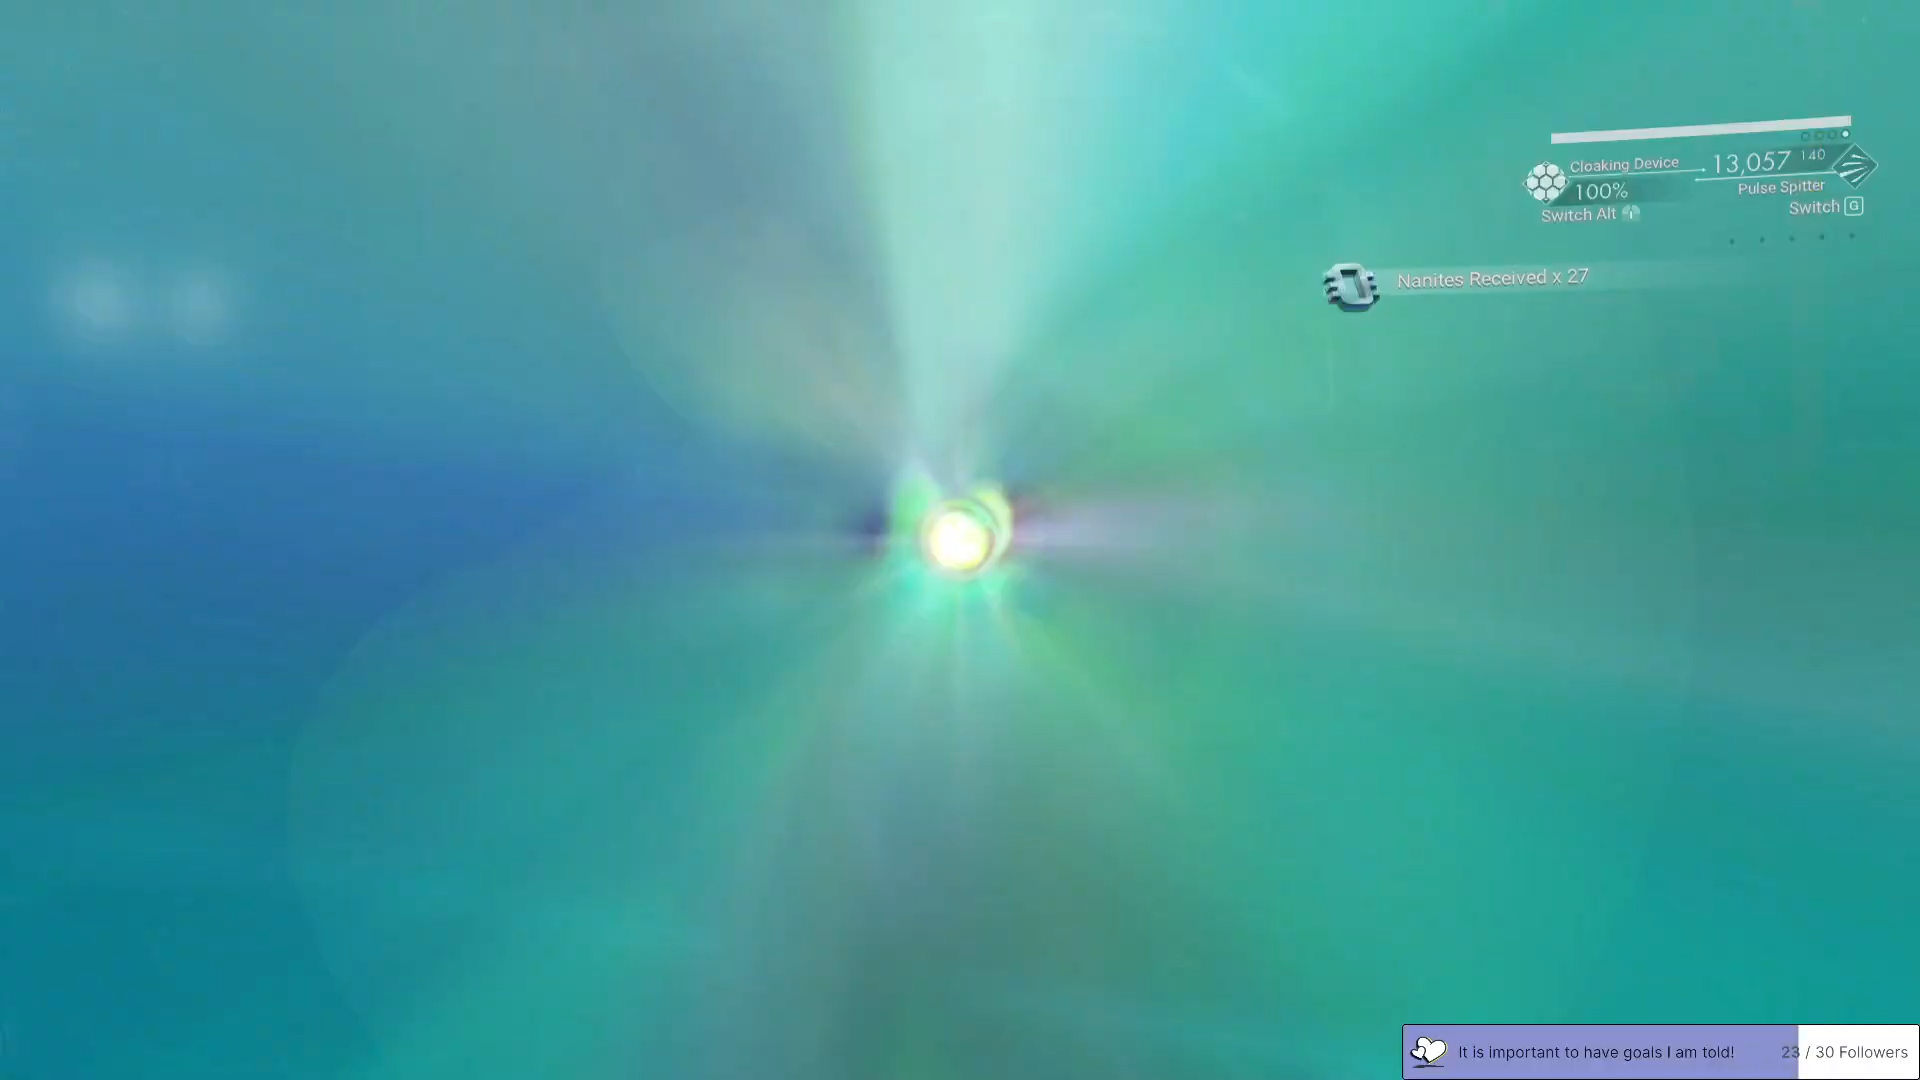 Cloaking Device
100%
Switch Alt
13,057 140
Pulse Spitter
Switch G
Nanites Received x 27
It is important to have goals I am told! 23 / 30 Followers